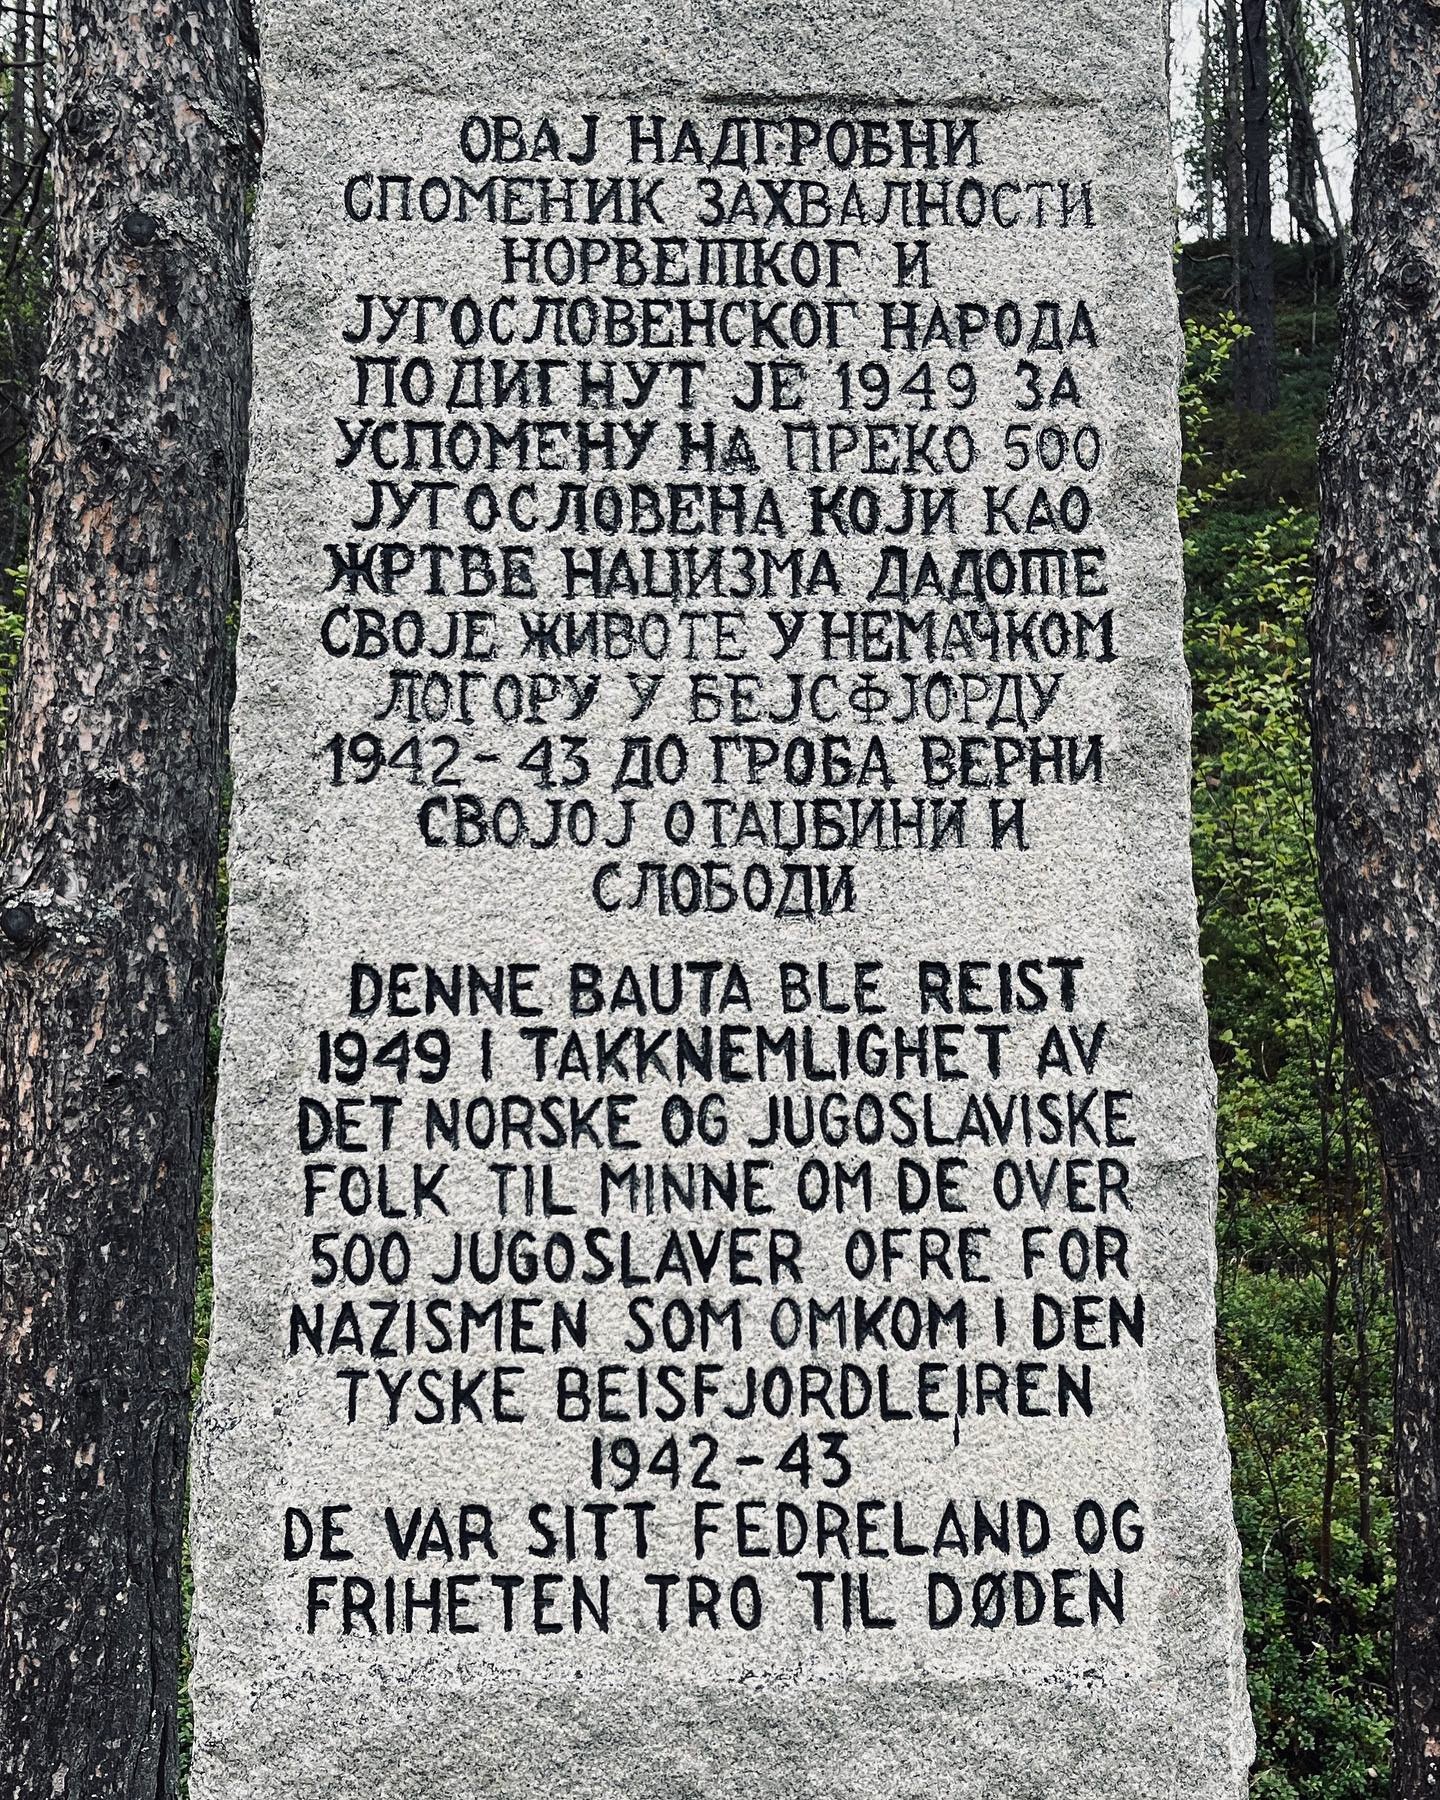 ОВАЈ НАДГРОБНИ
СПОМЕНИК ЗАХВАЛНОСТИ
НОРВЕШКОГ И
ЈУГОСЛОВЕНСКОГ НАРОДА
ПОДИГНУТ ЈЕ 1949 ЗА
УСПОМЕНУ НА ПРЕКО 500
ЈУГОСЛОВЕНА КОЈИ КАО
ЖРТВЕ НАЦИЗМА ДАДОШЕ
СВОЈЕ ЖИВОТЕ У НЕМАЧКОМ
ЛОГОРУ У БЕЈСФЈОРДУ
1942-43 ДО ГРОБА ВЕРНИ
СВОЈОЈ ОТАЏБИНИ И
СЛОБОДИ
DENNE BAUTA BLE REIST
1949 I TAKKNEMLIGHET AV
DET NORSKE OG JUGOSLAVISKE
FOLK TIL MINNE OM DE OVER
500 JUGOSLAVER OFRE FOR
NAZISMEN SOM OMKOM I DEN
TYSKE BEISFJORDLEIREN
1942-43
DE VAR SITT FEDRELAND OG
FRIHETEN TRO TIL DØDEN